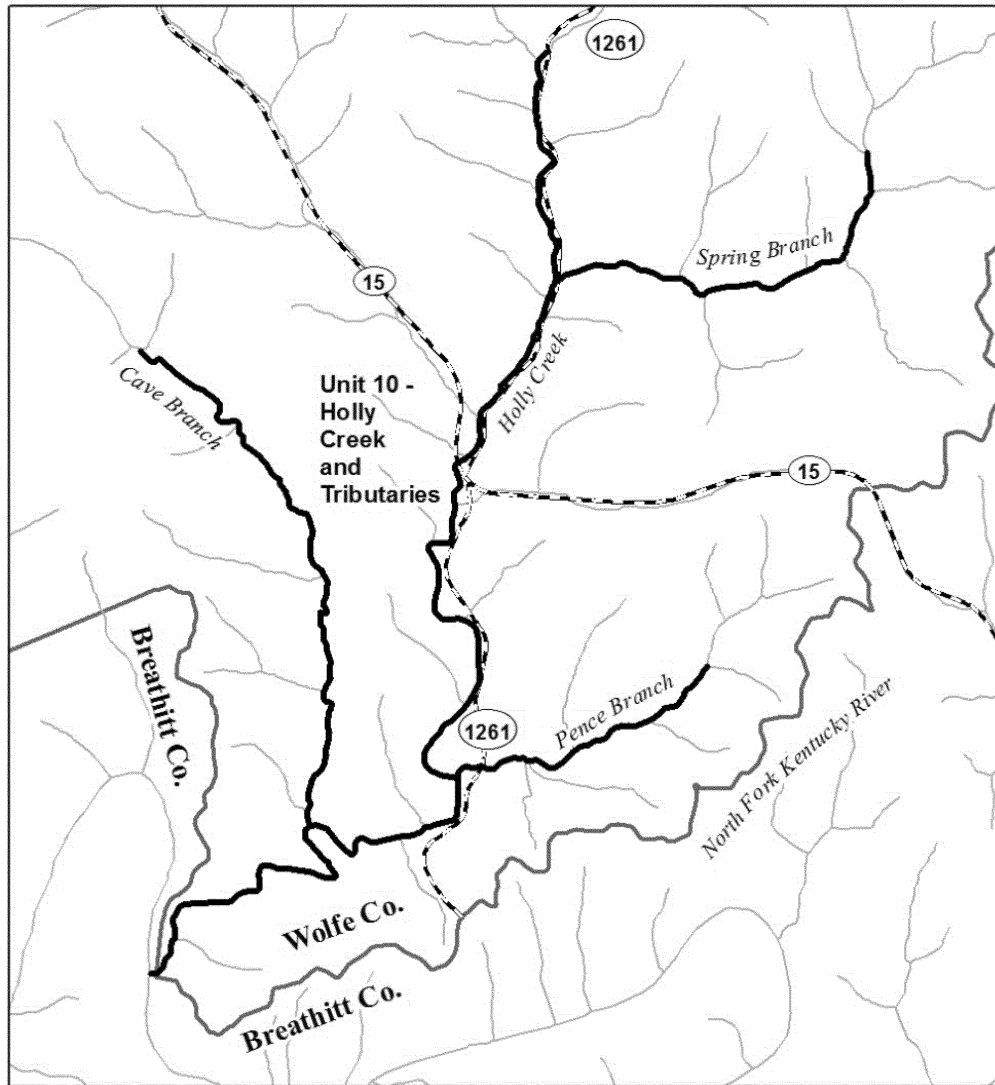 1261
Spring Branch
15
Holly Creek
Cave Branch
Unit 10 -
Holly
Creek
and
Tributaries
15
Breathitt Co.
Pence Branch
1261
North Fork Kentucky River
Wolfe Co.
Breathitt Co.